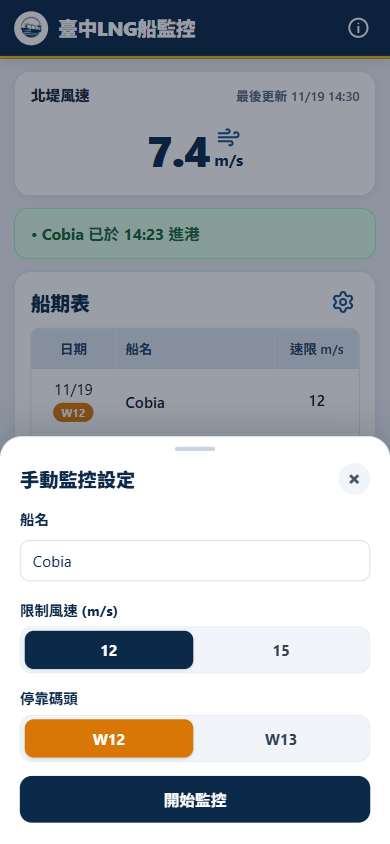 臺中LNG船監控
北堤風速
最後更新 11/19 14:30
7.4 m/s
• Cobia 已於 14:23 進港
船期表
日期 船名 速限 m/s
11/19
W12
Cobia
12
手動監控設定
船名
Cobia
限制風速 (m/s)
12 15
停靠碼頭
W12 W13
開始監控